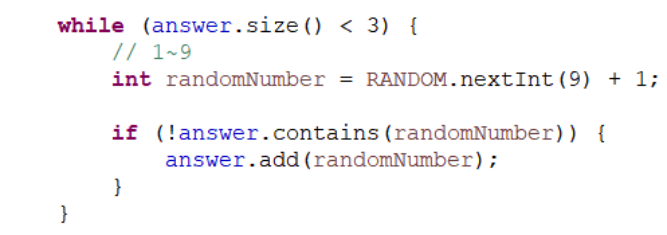 while (answer.size() < 3) {
// 1~9
int randomNumber = RANDOM.nextInt(9) + 1;
if (!answer.contains(randomNumber)) {
answer.add(randomNumber);
}
}